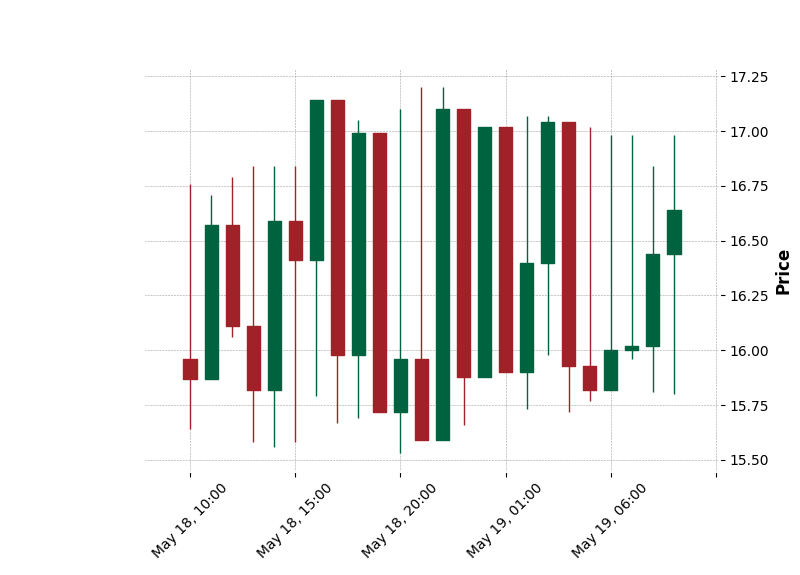 17.25
17.00
16.75
16.50
16.25
16.00
15.75
15.50
Price
May 18, 10:00
May 18, 15:00
May 18, 20:00
May 19, 01:00
May 19, 06:00